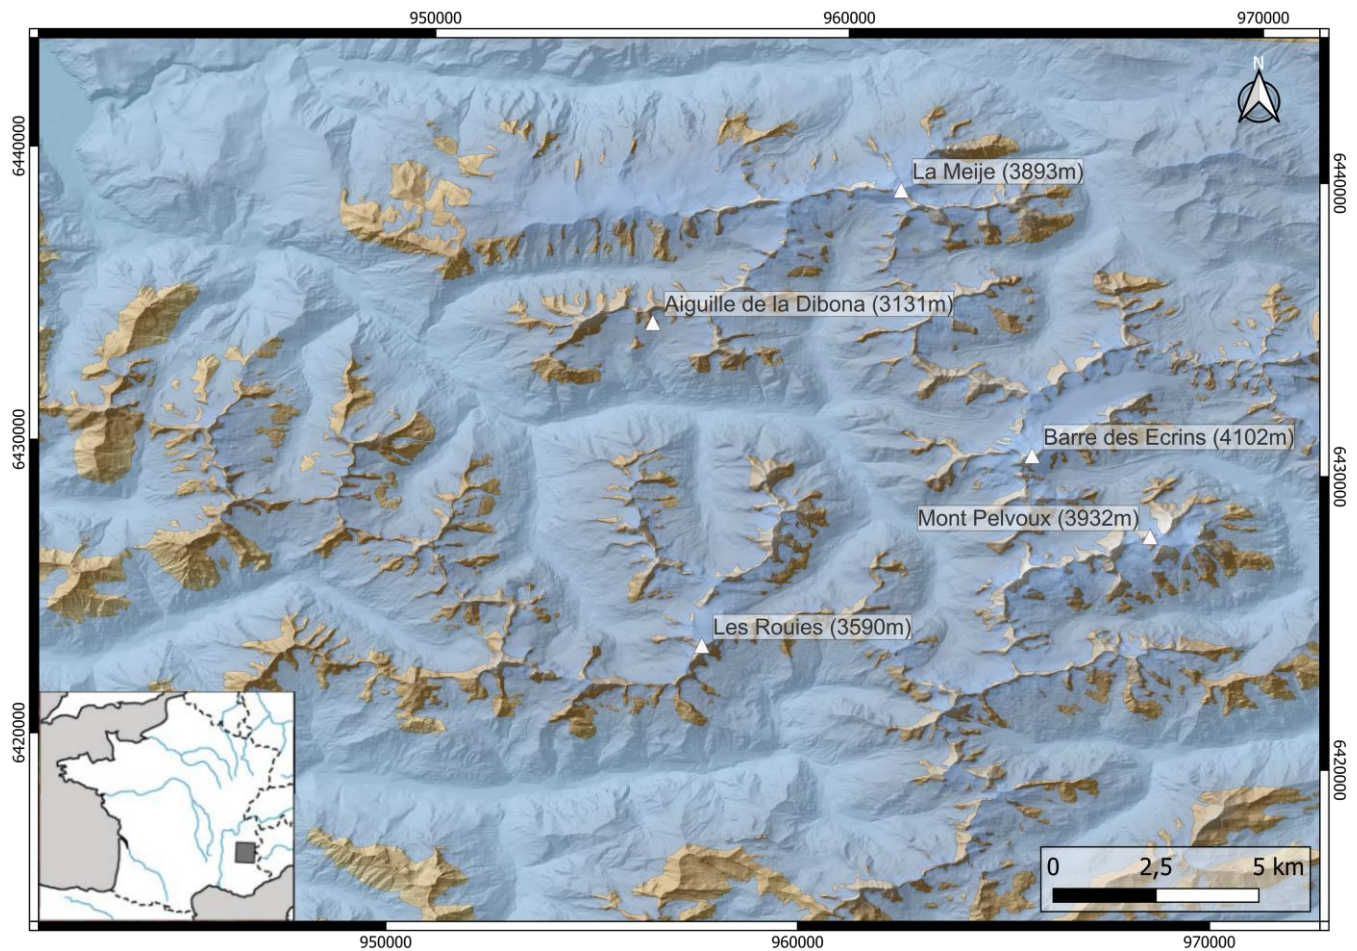 950000
960000
970000
N
6440000
6440000
La Meije (3893m)
Aiguille de la Dibona (3131m)
6430000
6430000
Barre des Ecrins (4102m)
Mont Pelvoux (3932m)
Les Rouies (3590m)
6420000
6420000
0 2,5 5 km
950000
960000
970000